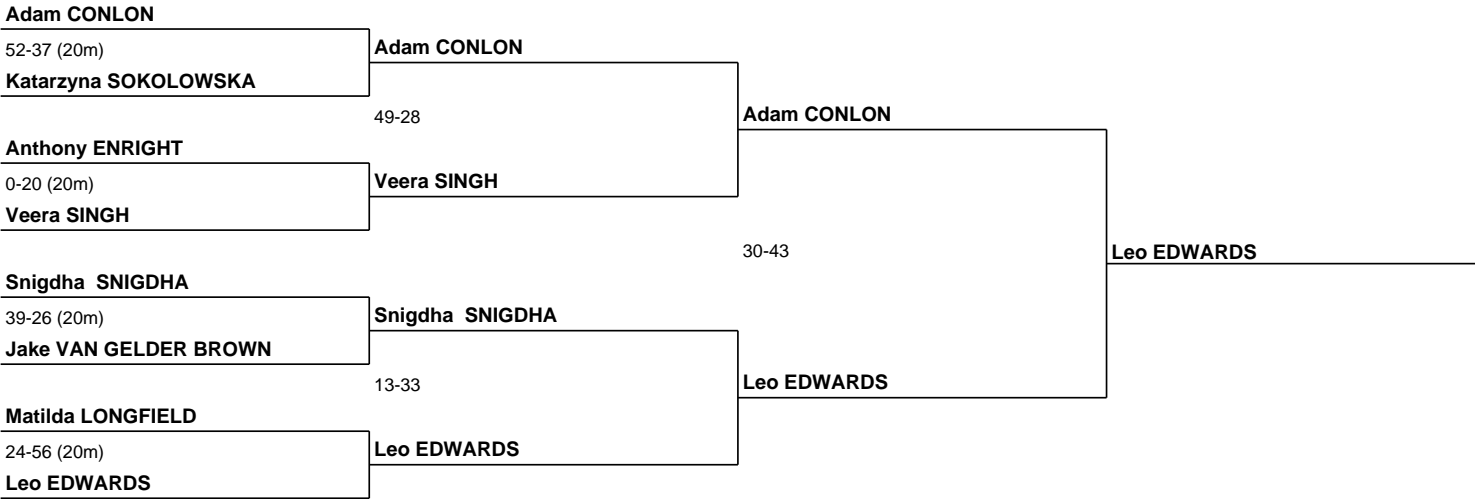 Adam CONLON
52-37 (20m)
Katarzyna SOKOLOWSKA
Anthony ENRIGHT
0-20 (20m)
Veera SINGH
Snigdha  SNIGDHA
39-26 (20m)
Jake VAN GELDER BROWN
Matilda LONGFIELD
24-56 (20m)
Leo EDWARDS
Adam CONLON
49-28
Veera SINGH
Snigdha  SNIGDHA
13-33
Leo EDWARDS
Adam CONLON
30-43
Leo EDWARDS
Leo EDWARDS